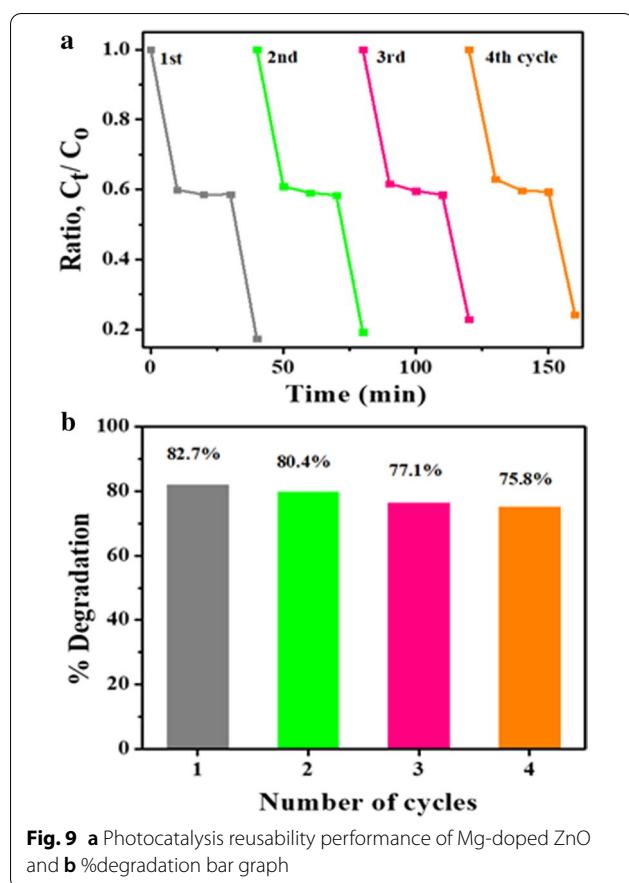 a
1st
2nd
3rd
4th cycle
1.0
0.8
0.6
0.4
0.2
Ratio, Ct/ C0
0
50
100
150
Time (min)
b
100
80
60
40
20
0
% Degradation
82.7%
80.4%
77.1%
75.8%
1
2
3
4
Number of cycles
Fig. 9 a Photocatalysis reusability performance of Mg-doped ZnO
and b %degradation bar graph